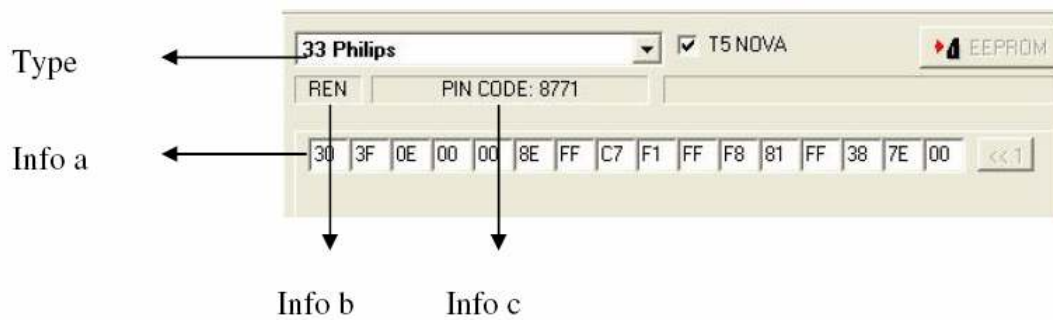 Type
33 Philips
T5 NOVA
EEPROM
REN
PIN CODE: 8771
Info a
30 3F 0E 00 00 8E FF C7 F1 FF F8 81 FF 38 7E 00
<< 1
Info b
Info c